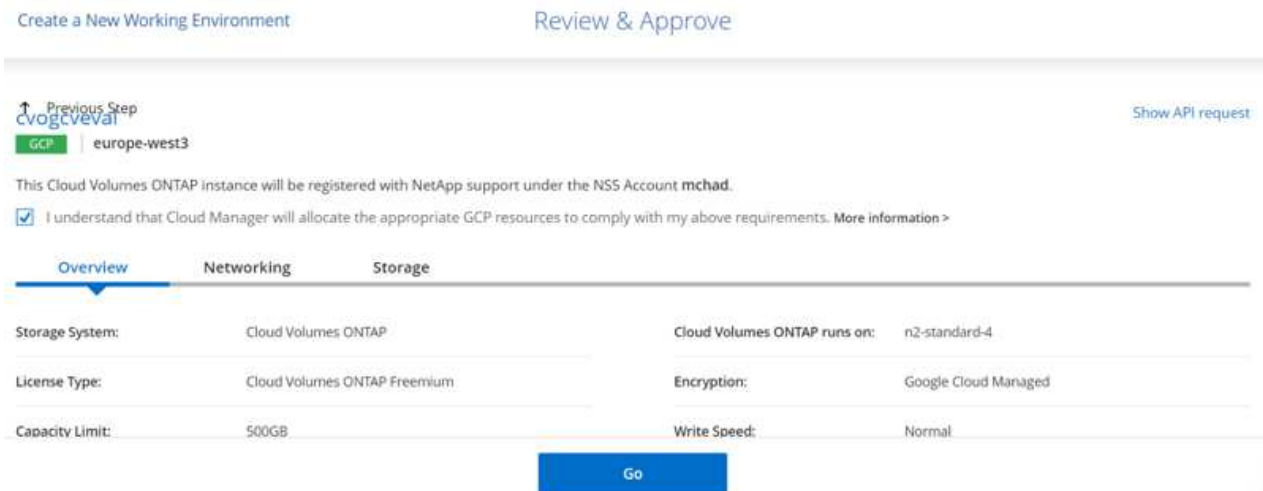 Create a New Working Environment Review & Approve
↑ Previous Step
cvogcveval
Show API request
GCP | europe-west3
This Cloud Volumes ONTAP instance will be registered with NetApp support under the NSS Account mchad.
I understand that Cloud Manager will allocate the appropriate GCP resources to comply with my above requirements. More information >
Overview Networking Storage
Storage System: Cloud Volumes ONTAP Cloud Volumes ONTAP runs on: n2-standard-4
License Type: Cloud Volumes ONTAP Freemium Encryption: Google Cloud Managed
Capacity Limit: 500GB Write Speed: Normal
Go